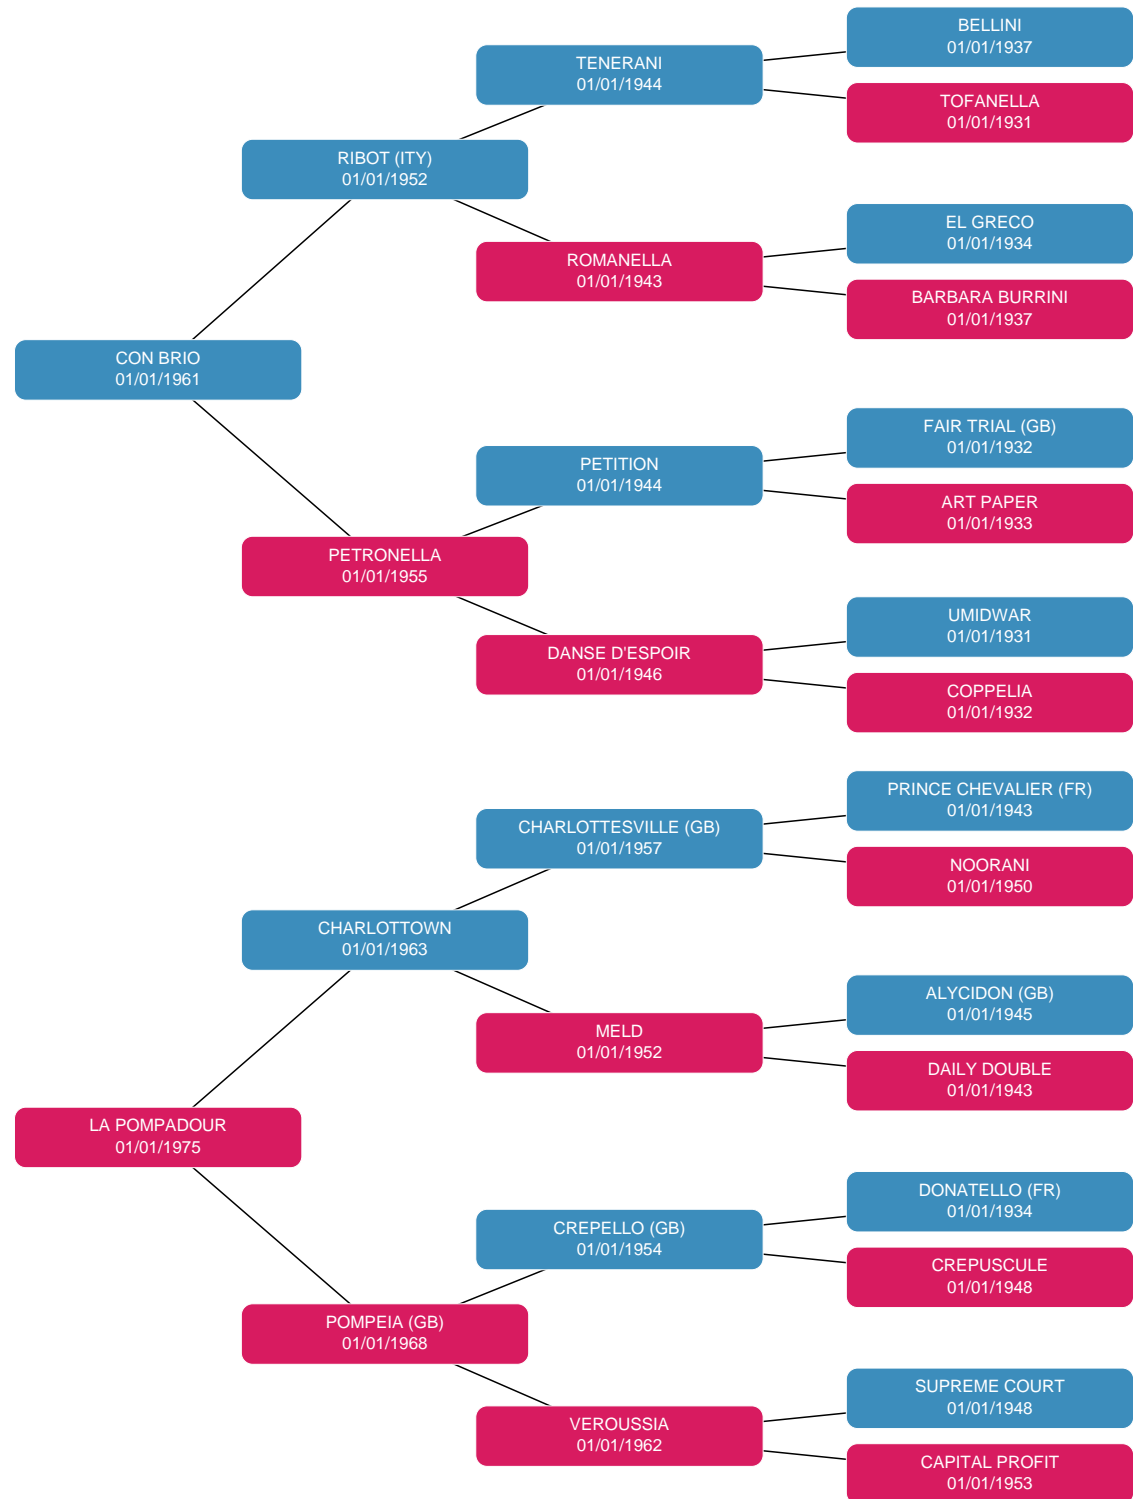 BELLINI
01/01/1937
TENERANI
01/01/1944
TOFANELLA
01/01/1931
RIBOT (ITY)
01/01/1952
EL GRECO
01/01/1934
ROMANELLA
01/01/1943
BARBARA BURRINI
01/01/1937
CON BRIO
01/01/1961
FAIR TRIAL (GB)
01/01/1932
PETITION
01/01/1944
ART PAPER
01/01/1933
PETRONELLA
01/01/1955
UMIDWAR
01/01/1931
DANSE D'ESPOIR
01/01/1946
COPPELIA
01/01/1932
PRINCE CHEVALIER (FR)
01/01/1943
CHARLOTTESVILLE (GB)
01/01/1957
NOORANI
01/01/1950
CHARLOTTOWN
01/01/1963
ALYCIDON (GB)
01/01/1945
MELD
01/01/1952
DAILY DOUBLE
01/01/1943
LA POMPADOUR
01/01/1975
DONATELLO (FR)
01/01/1934
CREPELLO (GB)
01/01/1954
CREPUSCULE
01/01/1948
POMPEIA (GB)
01/01/1968
SUPREME COURT
01/01/1948
VEROUSSIA
01/01/1962
CAPITAL PROFIT
01/01/1953